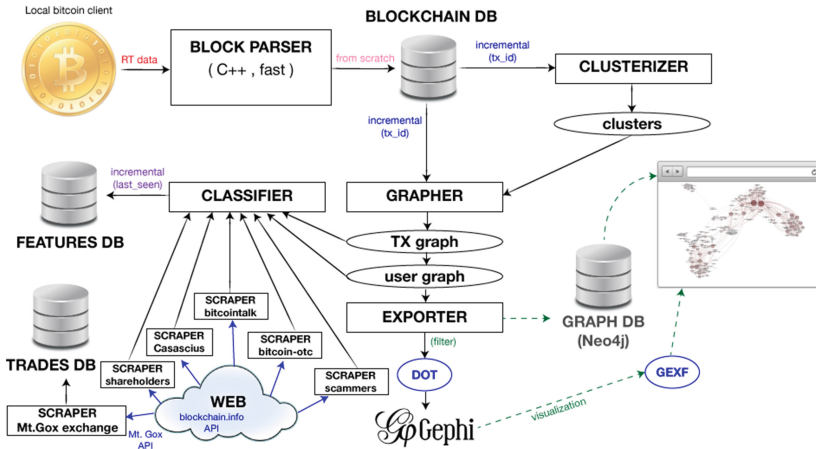 Local bitcoin client
BLOCKCHAIN DB
BLOCK PARSER
( C++ , fast )
RT data
from scratch
incremental
(tx_id)
CLUSTERIZER
clusters
incremental
(tx_id)
incremental
(last_seen)
CLASSIFIER
GRAPHER
FEATURES DB
TX graph
user graph
EXPORTER
(filter)
GRAPH DB
(Neo4j)
SCRAPER
bitcointalk
SCRAPER
Casascius
SCRAPER
bitcoin-otc
SCRAPER
shareholders
SCRAPER
scammers
TRADES DB
DOT
GEXF
WEB
blockchain.info
API
SCRAPER
Mt.Gox exchange
Mt. Gox
API
visualization
Gephi